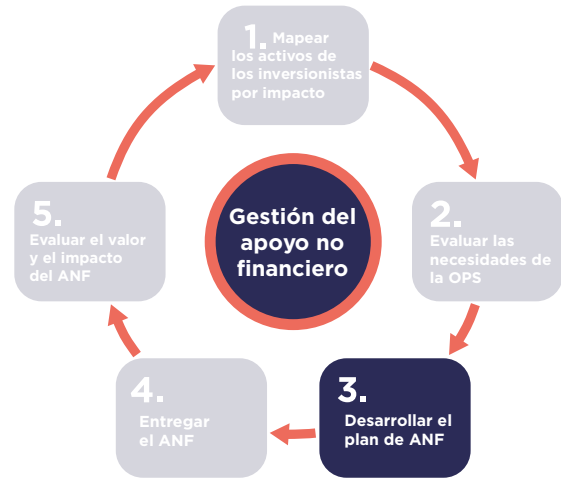 1. Mapear
los activos de
los inversionistas
por impacto
Gestión del
apoyo no
financiero
2.
Evaluar las
necesidades de
la OPS
3.
Desarrollar el
plan de ANF
4.
Entregar
el ANF
5.
Evaluar el valor
y el impacto
del ANF